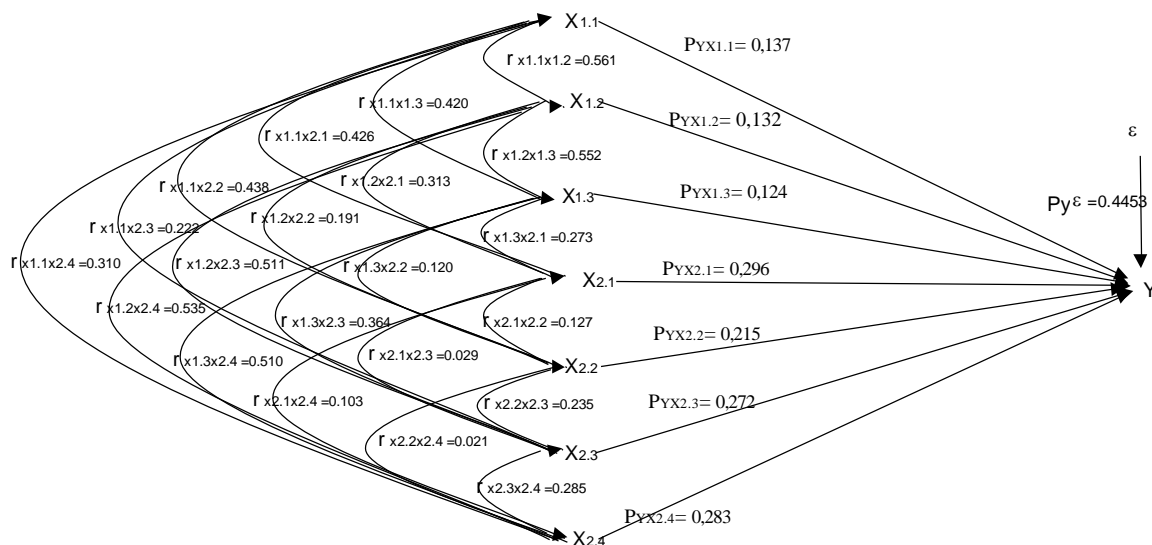 X1.1
PYX1.1= 0,137
r x1.1x1.2 =0.561
r x1.1x1.3 =0.420
X1.2
PYX1.2= 0,132
r x1.1x2.1 =0.426
ε
r x1.2x1.3 =0.552
r x1.1x2.2 =0.438
r x1.2x2.1 =0.313
X1.3
PYX1.3= 0,124
Py ε =0.4453
r x1.1x2.3 =0.222
r x1.2x2.2 =0.191
r x1.3x2.1 =0.273
r x1.1x2.4 =0.310
r x1.2x2.3 =0.511
r x1.3x2.2 =0.120
X2.1
PYX2.1= 0,296
Y
r x1.2x2.4 =0.535
r x1.3x2.3 =0.364
r x2.1x2.2 =0.127
PYX2.2= 0,215
r x1.3x2.4 =0.510
r x2.1x2.3 =0.029
X2.2
r x2.1x2.4 =0.103
r x2.2x2.3 =0.235
PYX2.3= 0,272
r x2.2x2.4 =0.021
X2.3
r x2.3x2.4 =0.285
PYX2.4= 0,283
X2.4